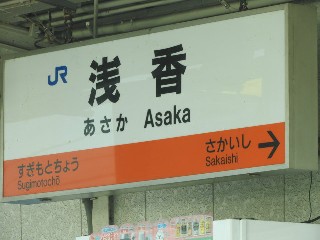 JR 浅香
あさか Asaka
すぎもとちょう
Sugimotochō
さかいし
Sakaishi
→